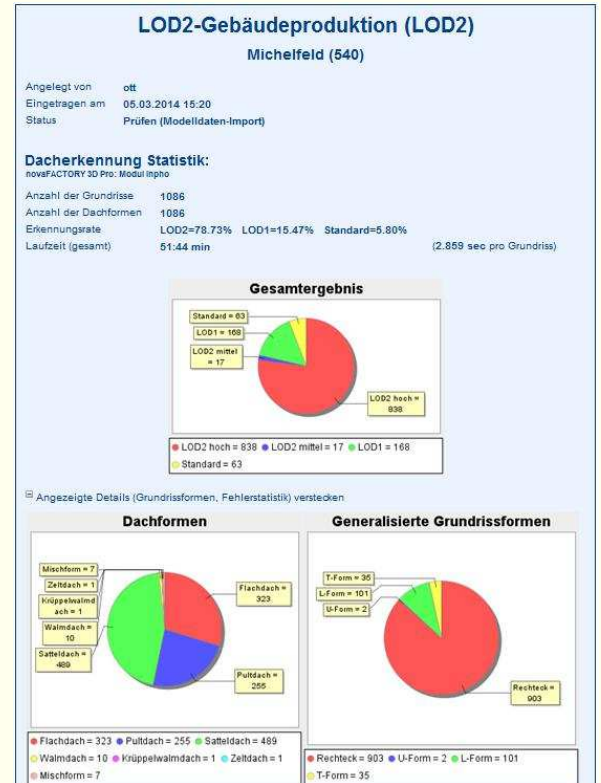 LOD2-Gebäudeproduktion (LOD2)
Michelfeld (540)
Angelegt von ott
Eingetragen am 05.03.2014 15:20
Status Prüfen (Modelldaten-Import)
Dacherkennung Statistik:
novaFACTORY 3D Pro: Modul inpho
Anzahl der Grundrisse 1086
Anzahl der Dachformen 1086
Erkennungsrate LOD2=78.73% LOD1=15.47% Standard=5.80%
Laufzeit (gesamt) 51:44 min (2.859 sec pro Grundriss)
Gesamtergebnis
Standard = 63
LOD1 = 168
LOD2 mittel
= 17
LOD2 hoch =
838
LOD2 hoch = 838 LOD2 mittel = 17 LOD1 = 168
Standard = 63
Angezeigte Details (Grundrissformen, Fehlerstatistik) verstecken
Dachformen
Mischform = 7
Zeltdach = 1
Krüppelwalmd
ach = 1
Walmdach =
10
Satteldach =
489
Flachdach =
323
Pultdach =
255
Flachdach = 323 Pultdach = 255 Satteldach = 489
Walmdach = 10 Krüppelwalmdach = 1 Zeltdach = 1
Mischform = 7
Generalisierte Grundrissformen
T-Form = 35
L-Form = 101
U-Form = 2
Rechteck =
903
Rechteck = 903 U-Form = 2 L-Form = 101
T-Form = 35